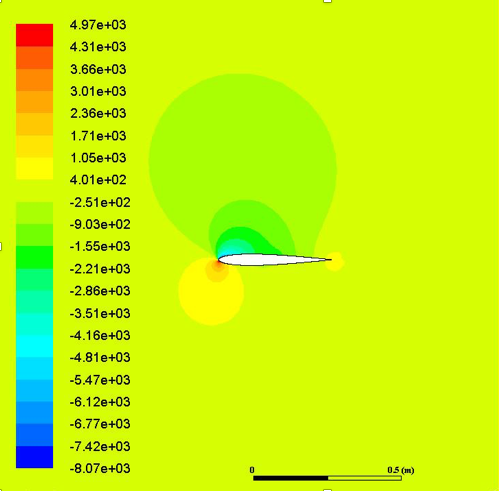 4.97e+03
4.31e+03
3.66e+03
3.01e+03
2.36e+03
1.71e+03
1.05e+03
4.01e+02
-2.51e+02
-9.03e+02
-1.55e+03
-2.21e+03
-2.86e+03
-3.51e+03
-4.16e+03
-4.81e+03
-5.47e+03
-6.12e+03
-6.77e+03
-7.42e+03
-8.07e+03
0 0.5 (m)